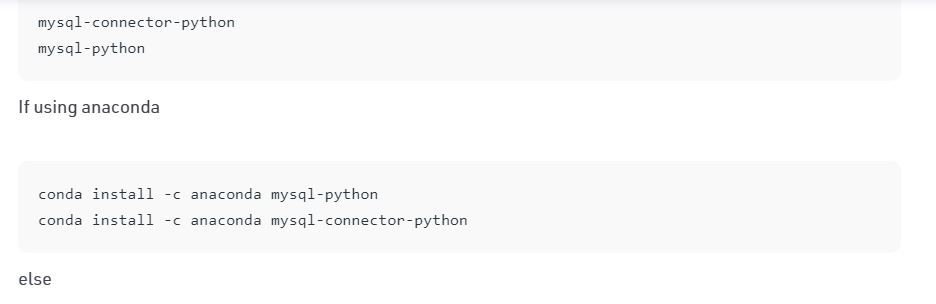 mysql-connector-python
mysql-python
If using anaconda
conda install -c anaconda mysql-python
conda install -c anaconda mysql-connector-python
else